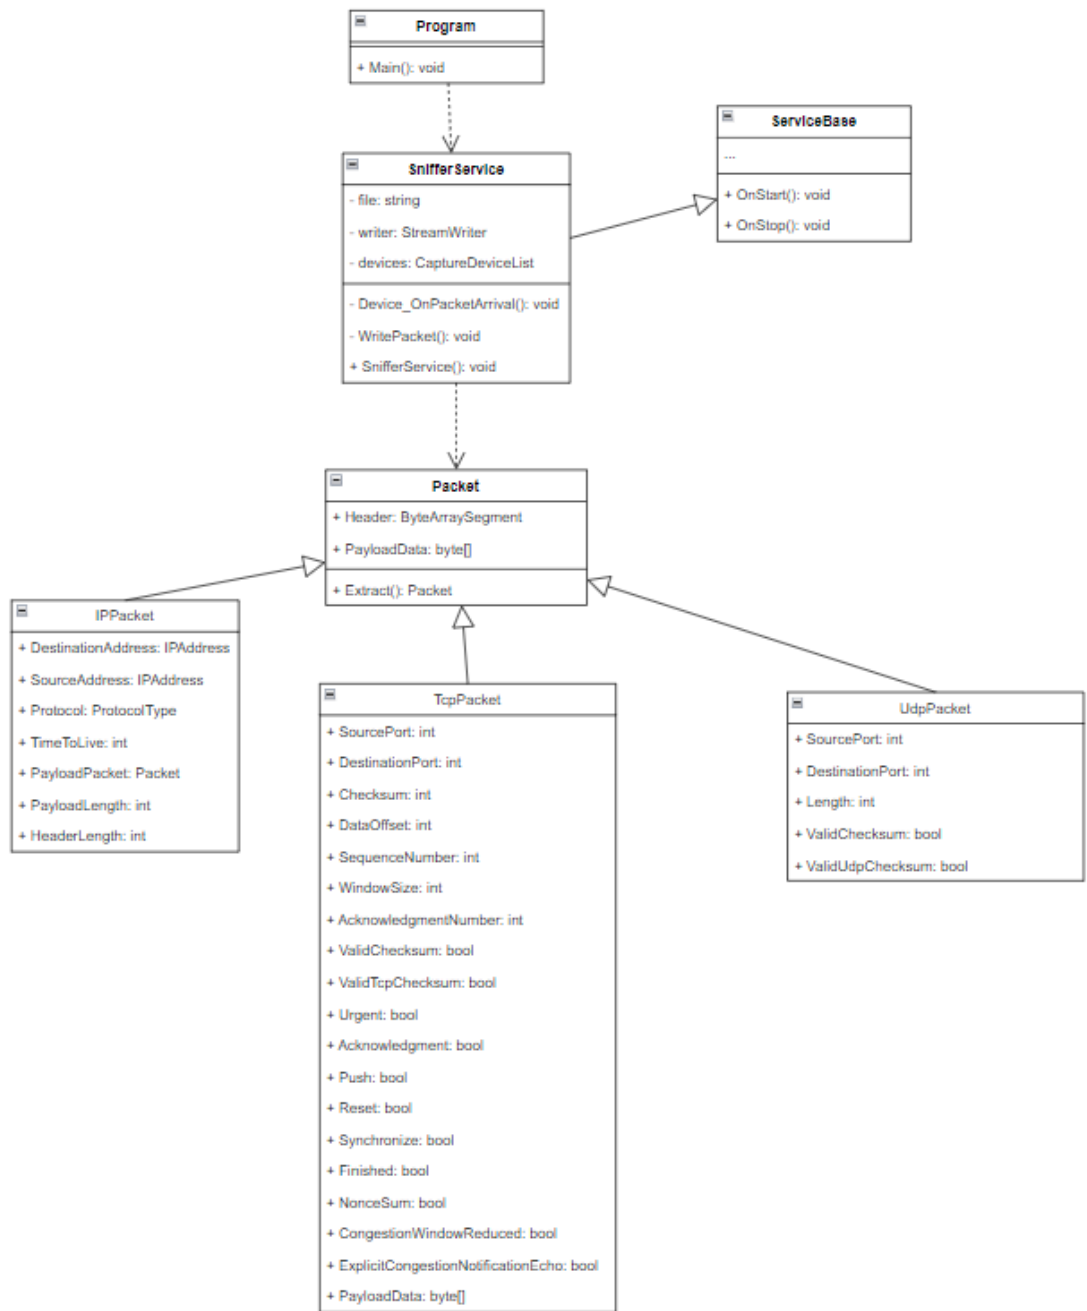 Program
+ Main(): void
ServiceBase
...
+ OnStart(): void
+ OnStop(): void
SnifferService
- file: string
- writer: StreamWriter
- devices: CaptureDeviceList
- Device_OnPacketArrival(): void
- WritePacket(): void
+ SnifferService(): void
Packet
+ Header: ByteArraySegment
+ PayloadData: byte[]
+ Extract(): Packet
IPPacket
+ DestinationAddress: IPAddress
+ SourceAddress: IPAddress
+ Protocol: ProtocolType
+ TimeToLive: int
+ PayloadPacket: Packet
+ PayloadLength: int
+ HeaderLength: int
TcpPacket
+ SourcePort: int
+ DestinationPort: int
+ Checksum: int
+ DataOffset: int
+ SequenceNumber: int
+ WindowSize: int
+ AcknowledgmentNumber: int
+ ValidChecksum: bool
+ ValidTcpChecksum: bool
+ Urgent: bool
+ Acknowledgment: bool
+ Push: bool
+ Reset: bool
+ Synchronize: bool
+ Finished: bool
+ NonceSum: bool
+ CongestionWindowReduced: bool
+ ExplicitCongestionNotificationEcho: bool
+ PayloadData: byte[]
UdpPacket
+ SourcePort: int
+ DestinationPort: int
+ Length: int
+ ValidChecksum: bool
+ ValidUdpChecksum: bool